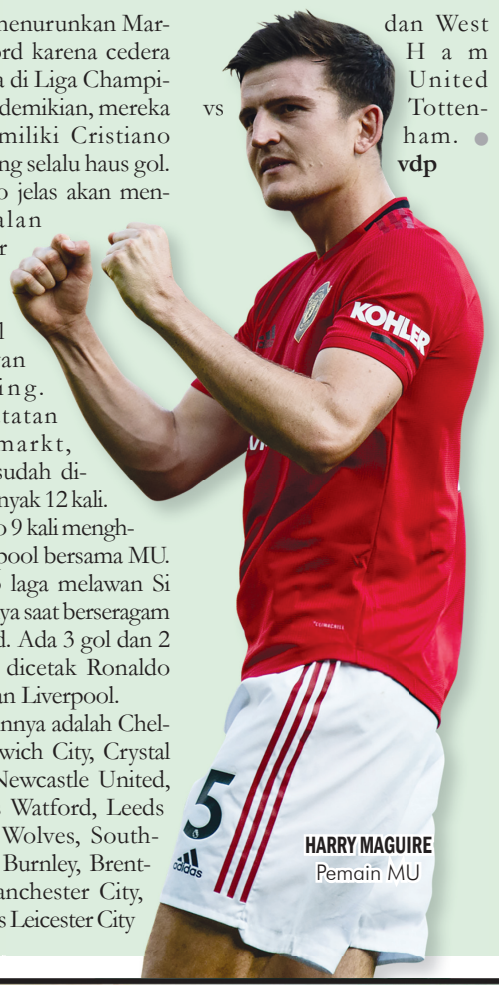 menurunkan Mar-
ord karena cedera
a di Liga Champi-
demikian, mereka
miliki Cristiano
ng selalu haus gol.
o jelas akan men-
alan
r
l
an
ing.
tatan
markt,
sudah di-
nyak 12 kali.
o 9 kali mengh-
pool bersama MU.
laga melawan Si
ya saat berseragam
d. Ada 3 gol dan 2
dicetak Ronaldo
an Liverpool.
nnya adalah Chel-
wich City, Crystal
Newcastle United,
s Watford, Leeds
Wolves, South-
Burnley, Brent-
anchester City,
s Leicester City
vs
dan West
Ham
United
Totten-
ham.
vdp
KOHLER
CLIMACHILL
5
adidas
HARRY MAGUIRE
Pemain MU